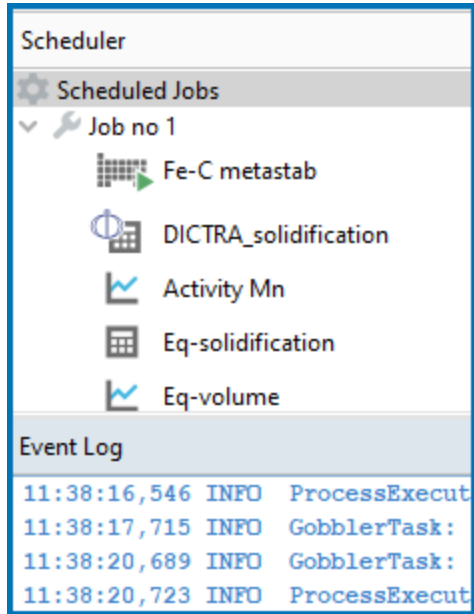 Scheduler
Scheduled Jobs
Job no 1
Fe-C metastab
DICTRA_solidification
Activity Mn
Eq-solidification
Eq-volume
Event Log
11:38:16,546 INFO ProcessExecut
11:38:17,715 INFO GobblerTask:
11:38:20,689 INFO GobblerTask:
11:38:20,723 INFO ProcessExecut